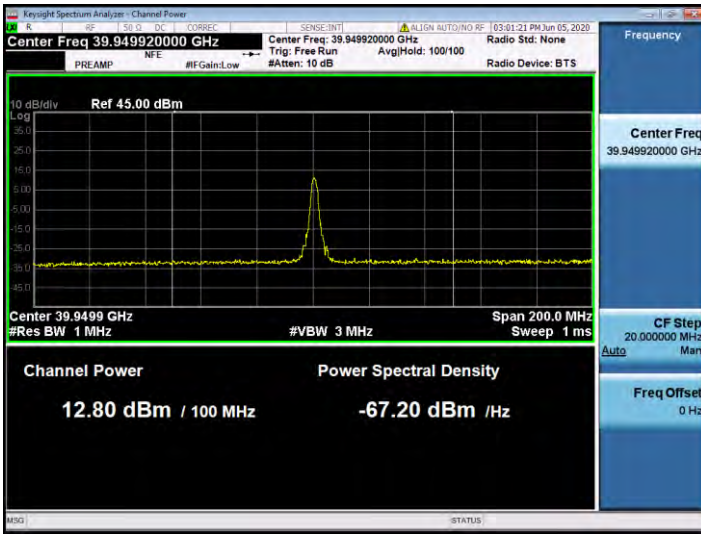 Keysight Spectrum Analyzer - Channel Power
R RF 50 Ω DC CORREC SENSE:INT ALIGN AUTO/NO RF 03:01:21 PM Jun 05, 2020
Center Freq 39.949920000 GHz Center Freq: 39.949920000 GHz Radio Std: None Frequency
NFE Trig: Free Run Avg|Hold: 100/100
PREAMP #IFGain:Low #Atten: 10 dB Radio Device: BTS
10 dB/div Ref 45.00 dBm
Log
35.0
25.0
15.0
5.00
-5.00
-15.0
-25.0
-35.0
-45.0
Center 39.9499 GHz Span 200.0 MHz
#Res BW 1 MHz #VBW 3 MHz Sweep 1 ms
Channel Power Power Spectral Density
12.80 dBm / 100 MHz -67.20 dBm /Hz
Center Freq
39.949920000 GHz
CF Step
20.000000 MHz
Auto Man
Freq Offset
0 Hz
MSG STATUS